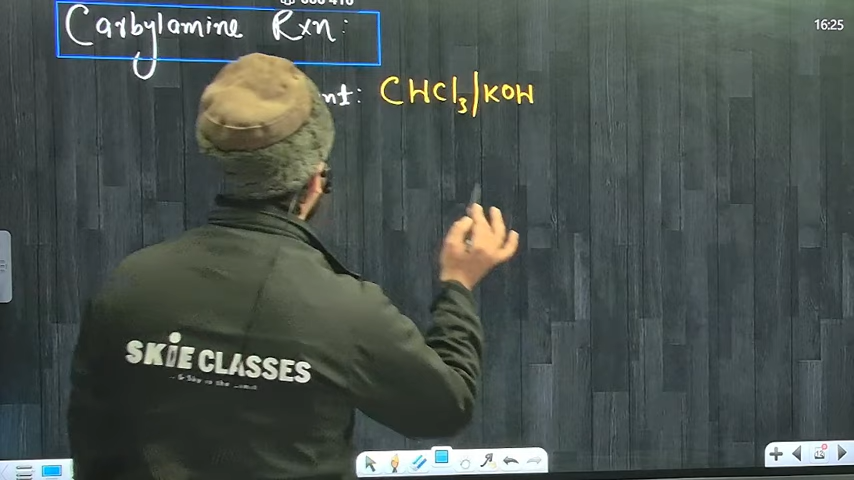 16:25
Carbylamine Rxn:
nt: CHCl3/KOH
SKIE CLASSES